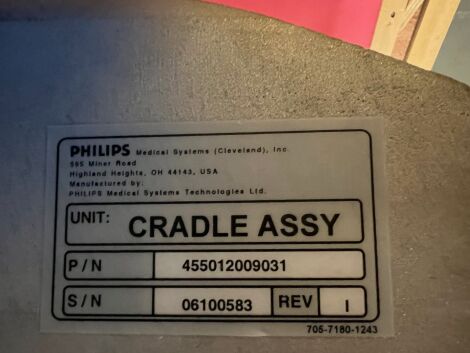 PHILIPS Medical Systems (Cleveland), Inc.
595 Miner Road
Highland Heights, OH 44143, USA
Manufactured by:
PHILIPS Medical Systems Technologies Ltd.
UNIT: CRADLE ASSY
P/N 455012009031
S/N 06100583 REV I
705-7180-1243